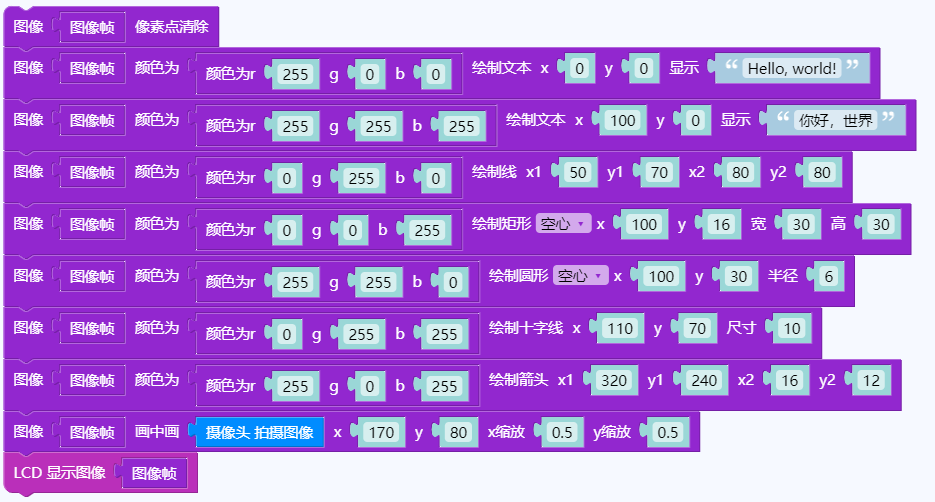 图像 图像帧 像素点清除
图像 图像帧 颜色为 颜色为r 255 g 0 b 0 绘制文本 x 0 y 0 显示 “ Hello, world! ”
图像 图像帧 颜色为 颜色为r 255 g 255 b 255 绘制文本 x 100 y 0 显示 “ 你好，世界 ”
图像 图像帧 颜色为 颜色为r 0 g 255 b 0 绘制线 x1 50 y1 70 x2 80 y2 80
图像 图像帧 颜色为 颜色为r 0 g 0 b 255 绘制矩形 空心 x 100 y 16 宽 30 高 30
图像 图像帧 颜色为 颜色为r 255 g 255 b 0 绘制圆形 空心 x 100 y 30 半径 6
图像 图像帧 颜色为 颜色为r 0 g 255 b 255 绘制十字线 x 110 y 70 尺寸 10
图像 图像帧 颜色为 颜色为r 255 g 0 b 255 绘制箭头 x1 320 y1 240 x2 16 y2 12
图像 图像帧 画中画 摄像头 拍摄图像 x 170 y 80 x缩放 0.5 y缩放 0.5
LCD 显示图像 图像帧